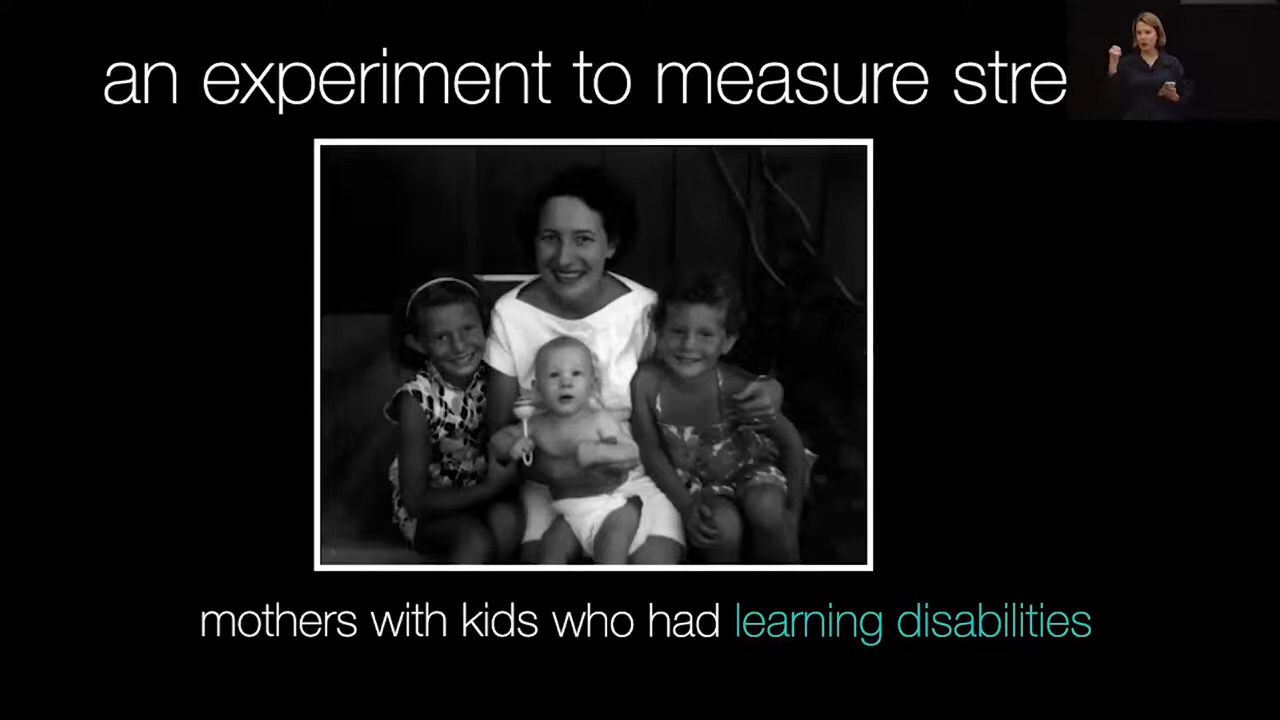 an experiment to measure stre
mothers with kids who had learning disabilities